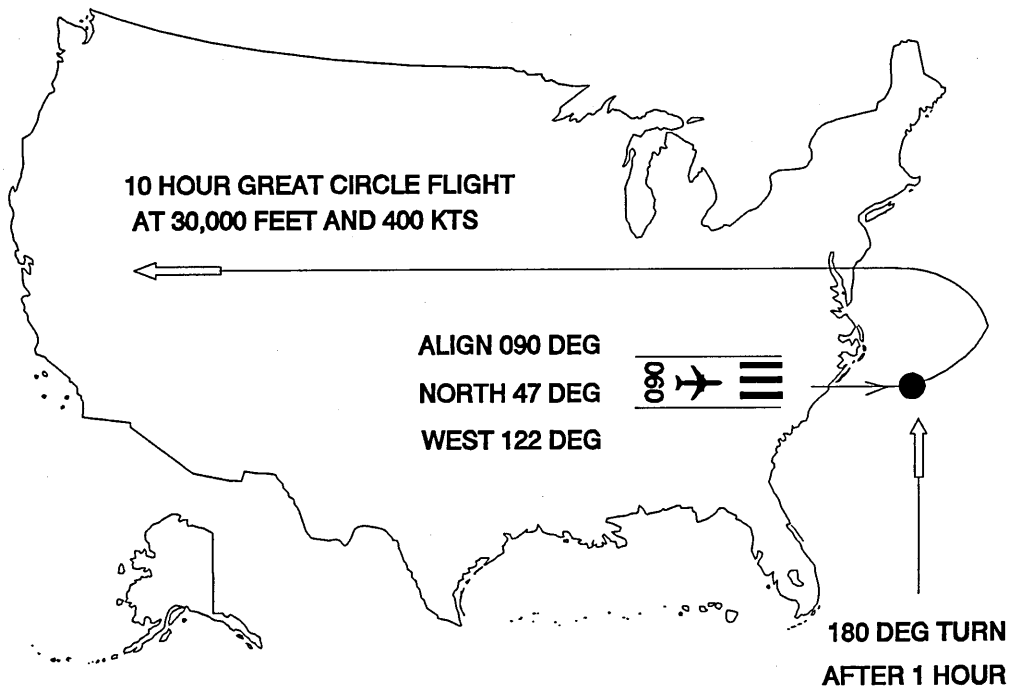 10 HOUR GREAT CIRCLE FLIGHT
AT 30,000 FEET AND 400 KTS
ALIGN 090 DEG
NORTH 47 DEG
WEST 122 DEG
090
180 DEG TURN
AFTER 1 HOUR